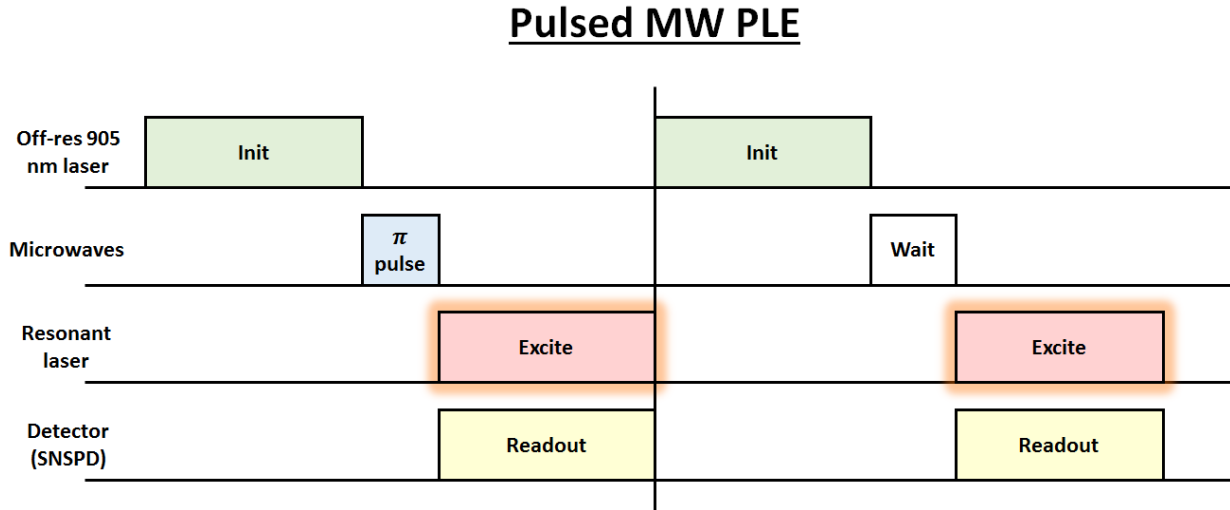 Pulsed MW PLE
Off-res 905
nm laser
Init
Init
Microwaves
π
pulse
Wait
Resonant
laser
Excite
Excite
Detector
(SNSPD)
Readout
Readout